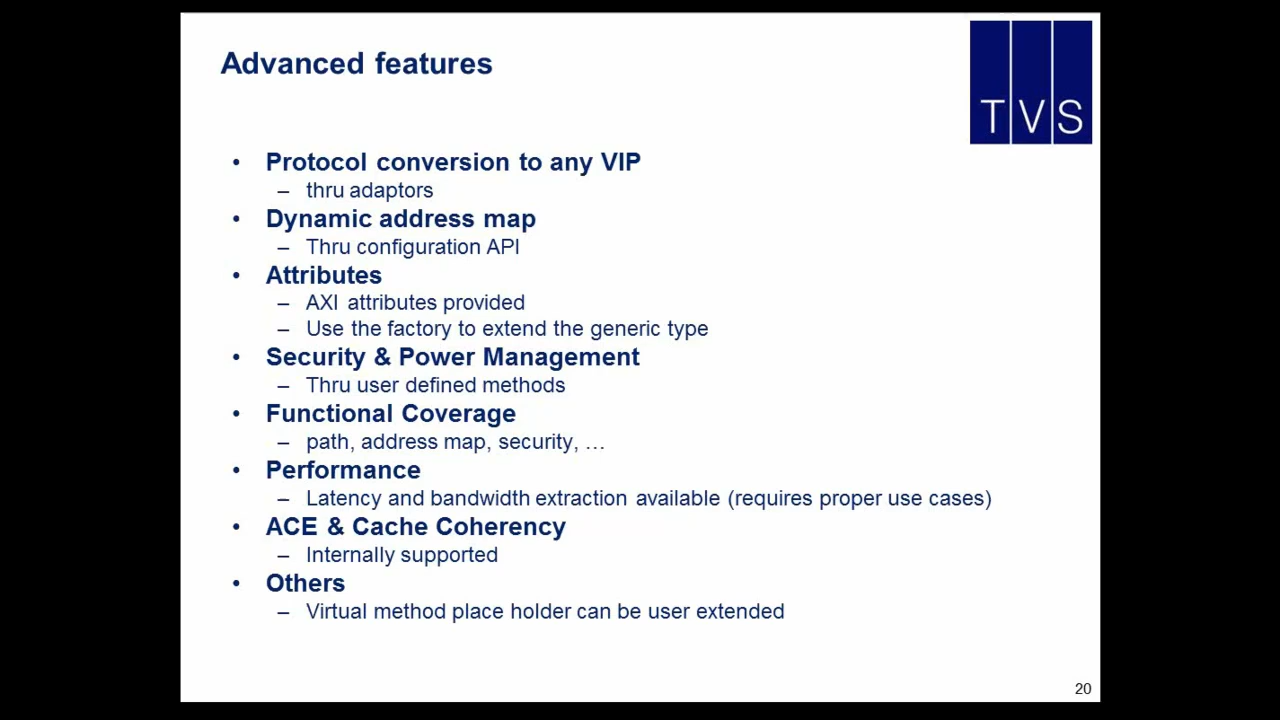 Advanced features
TVS
• Protocol conversion to any VIP
– thru adaptors
• Dynamic address map
– Thru configuration API
• Attributes
– AXI attributes provided
– Use the factory to extend the generic type
• Security & Power Management
– Thru user defined methods
• Functional Coverage
– path, address map, security, …
• Performance
– Latency and bandwidth extraction available (requires proper use cases)
• ACE & Cache Coherency
– Internally supported
• Others
– Virtual method place holder can be user extended
20